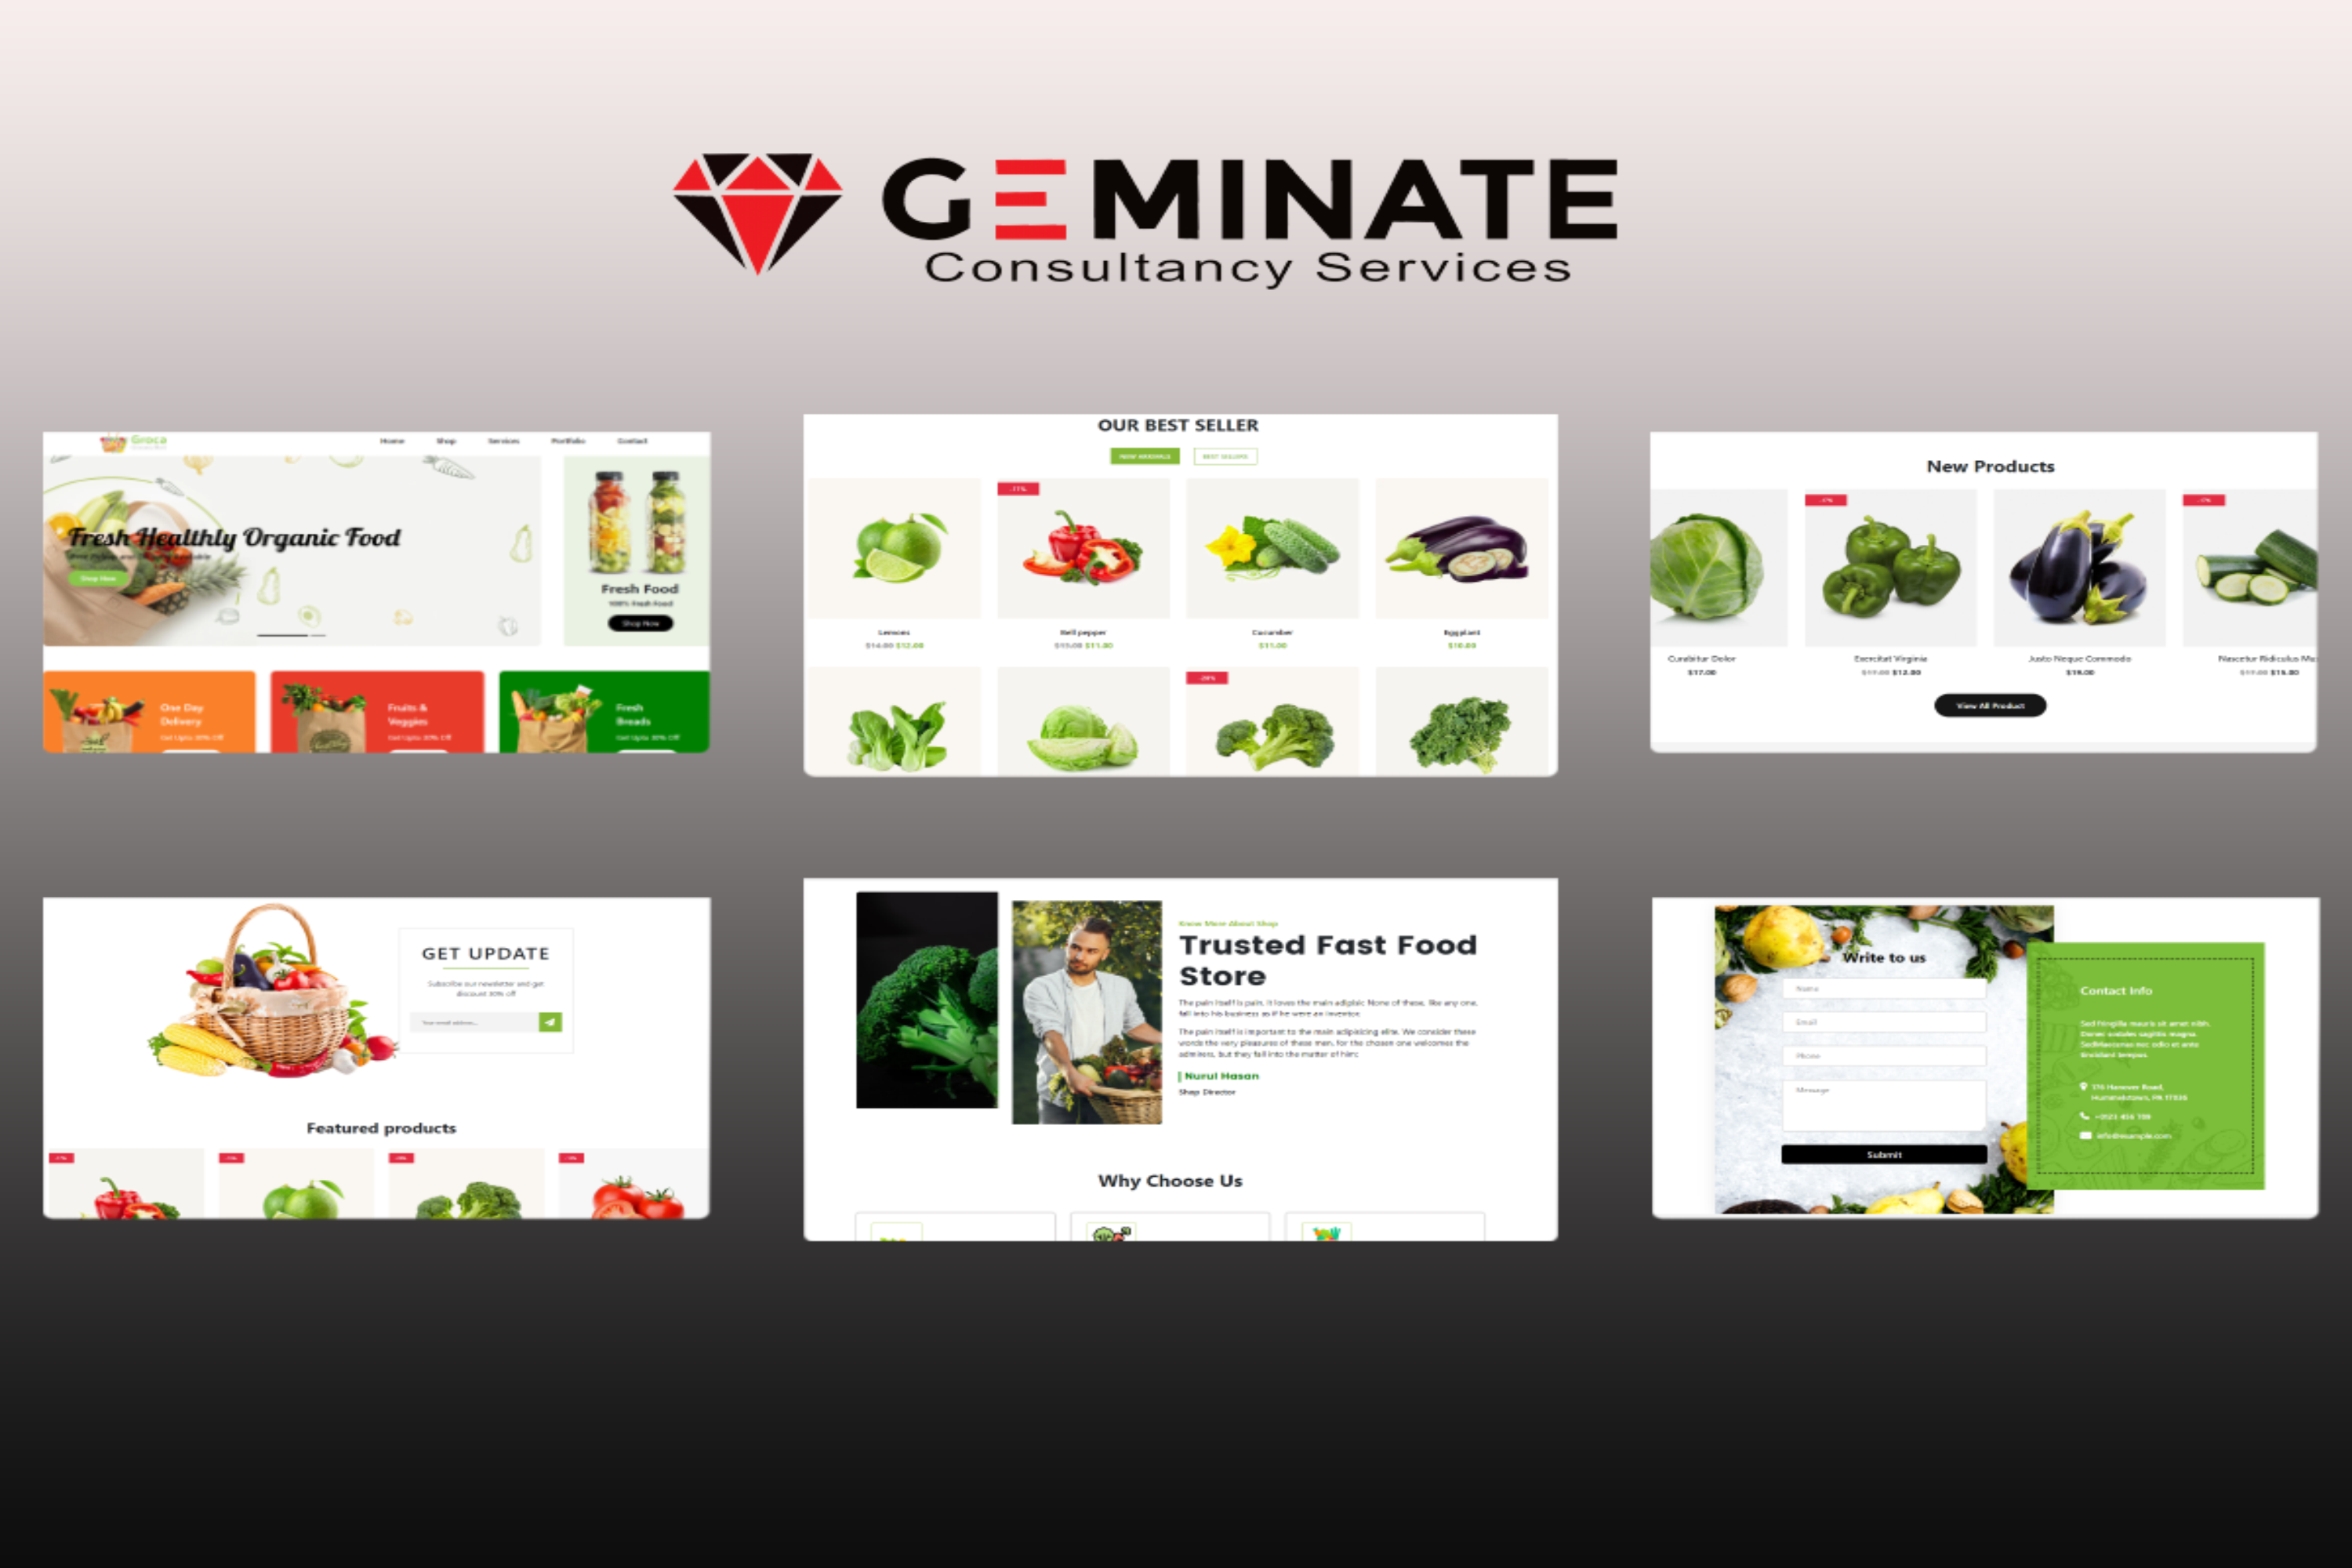 GEMINATE
Consultancy Services
Groca
Home Shop Services Portfolio Contact
Fresh Healthly Organic Food
Shop Now
Fresh Food
100% Fresh Food
Shop Now
One Day
Delivery
Get Upto 30% Off
Fruits &
Veggies
Get Upto 30% Off
Fresh
Breads
Get Upto 30% Off
OUR BEST SELLER
NEW ARRIVALS BEST SELLERS
-11%
Lemons
$14.00 $12.00
Bell pepper
$13.00 $11.00
Cucumber
$11.00
Eggplant
$10.00
-20%
New Products
Curabitur Dolor
$17.00
Exercitat Virginia
$12.00
Justo Neque Commodo
$19.00
Nascetur Ridiculus Mu
$16.00
View All Product
GET UPDATE
Subscribe our newsletter and get
discount 30% off
Your email address...
Featured products
Know More About Shop
Trusted Fast Food
Store
The pain itself is pain, it loves the main adipisic None of these, like any one,
fall into his business as if he were an inventor.
The pain itself is important to the main adipisicing elite. We consider these
words the very pleasures of these men, for the chosen one welcomes the
admirers, but they fall into the matter of him:
Nurul Hasan
Shop Director
Why Choose Us
Write to us
Name
Email
Phone
Message
Submit
Contact Info
Sed fringilla mauris sit amet nibh.
Donec sodales sagittis magna.
SedMaecenas nec odio et ante
tincidunt tempus.
176 Hanover Road,
Hummelstown, PA 17036
+0123 456 789
info@example.com